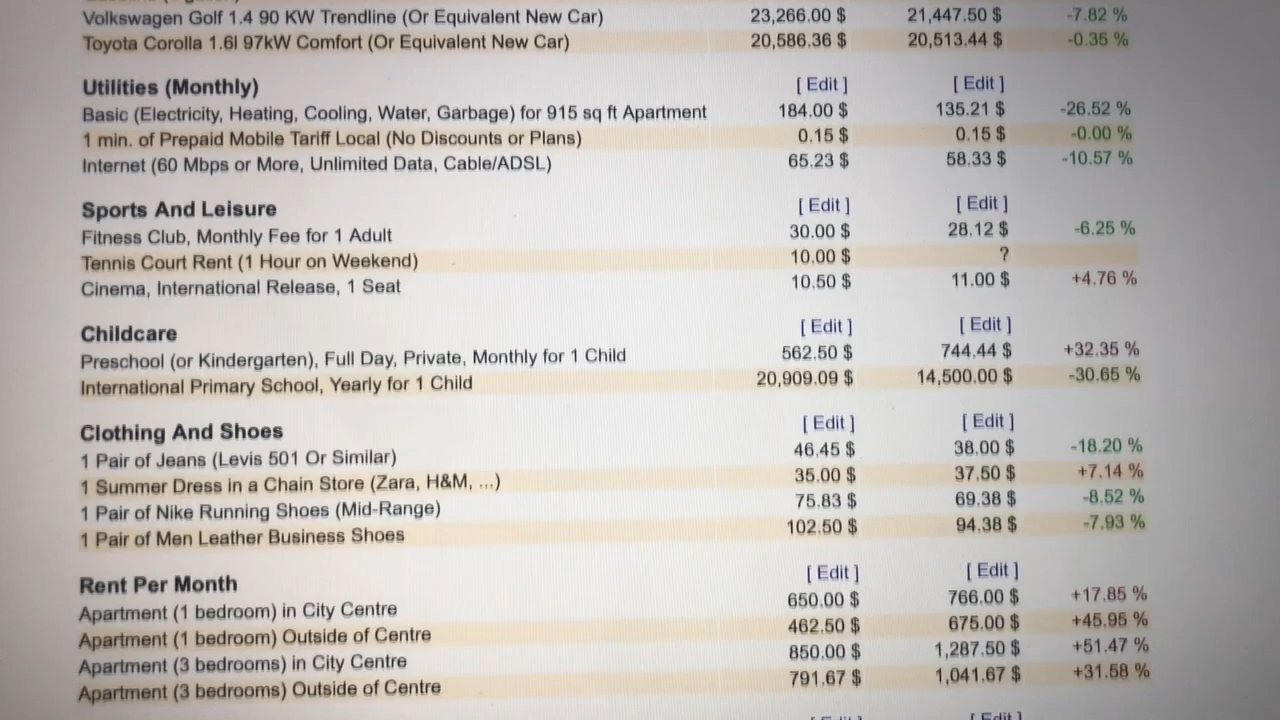 Volkswagen Golf 1.4 90 KW Trendline (Or Equivalent New Car) 23,266.00 $ 21,447.50 $ -7.82 %
Toyota Corolla 1.6l 97kW Comfort (Or Equivalent New Car) 20,586.36 $ 20,513.44 $ -0.35 %
Utilities (Monthly) [ Edit ] [ Edit ]
Basic (Electricity, Heating, Cooling, Water, Garbage) for 915 sq ft Apartment 184.00 $ 135.21 $ -26.52 %
1 min. of Prepaid Mobile Tariff Local (No Discounts or Plans) 0.15 $ 0.15 $ -0.00 %
Internet (60 Mbps or More, Unlimited Data, Cable/ADSL) 65.23 $ 58.33 $ -10.57 %
Sports And Leisure [ Edit ] [ Edit ]
Fitness Club, Monthly Fee for 1 Adult 30.00 $ 28.12 $ -6.25 %
Tennis Court Rent (1 Hour on Weekend) 10.00 $ ?
Cinema, International Release, 1 Seat 10.50 $ 11.00 $ +4.76 %
Childcare [ Edit ] [ Edit ]
Preschool (or Kindergarten), Full Day, Private, Monthly for 1 Child 562.50 $ 744.44 $ +32.35 %
International Primary School, Yearly for 1 Child 20,909.09 $ 14,500.00 $ -30.65 %
Clothing And Shoes [ Edit ] [ Edit ]
1 Pair of Jeans (Levis 501 Or Similar) 46.45 $ 38.00 $ -18.20 %
1 Summer Dress in a Chain Store (Zara, H&M, ...) 35.00 $ 37.50 $ +7.14 %
1 Pair of Nike Running Shoes (Mid-Range) 75.83 $ 69.38 $ -8.52 %
1 Pair of Men Leather Business Shoes 102.50 $ 94.38 $ -7.93 %
Rent Per Month [ Edit ] [ Edit ]
Apartment (1 bedroom) in City Centre 650.00 $ 766.00 $ +17.85 %
Apartment (1 bedroom) Outside of Centre 462.50 $ 675.00 $ +45.95 %
Apartment (3 bedrooms) in City Centre 850.00 $ 1,287.50 $ +51.47 %
Apartment (3 bedrooms) Outside of Centre 791.67 $ 1,041.67 $ +31.58 %
[ Edit ] [ Edit ]